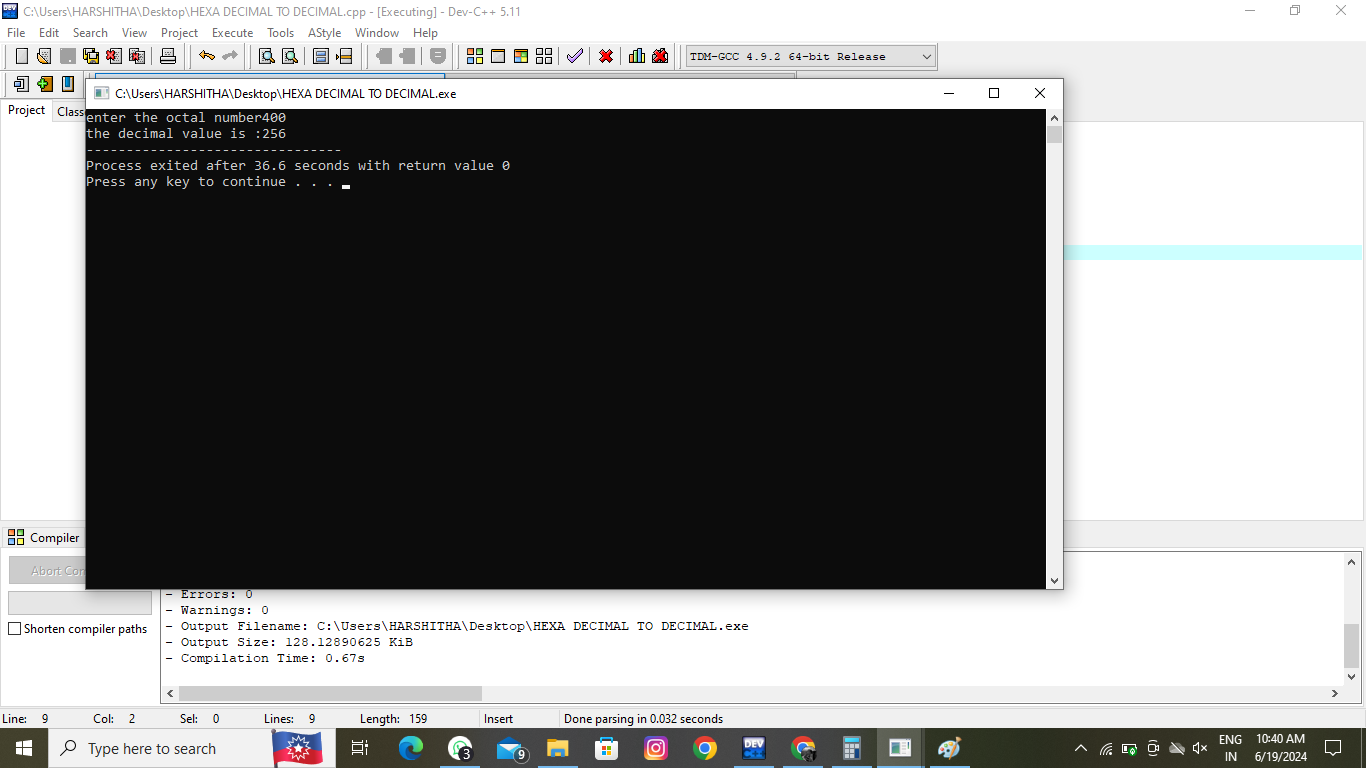 C:\Users\HARSHITHA\Desktop\HEXA DECIMAL TO DECIMAL.cpp - [Executing] - Dev-C++ 5.11
File Edit Search View Project Execute Tools AStyle Window Help
TDM-GCC 4.9.2 64-bit Release
C:\Users\HARSHITHA\Desktop\HEXA DECIMAL TO DECIMAL.exe
Project Class
enter the octal number400
the decimal value is :256
--------------------------------
Process exited after 36.6 seconds with return value 0
Press any key to continue . . .
Compiler
Abort Con
- Errors: 0
- Warnings: 0
- Output Filename: C:\Users\HARSHITHA\Desktop\HEXA DECIMAL TO DECIMAL.exe
- Output Size: 128.12890625 KiB
- Compilation Time: 0.67s
Shorten compiler paths
Line: 9 Col: 2 Sel: 0 Lines: 9 Length: 159 Insert Done parsing in 0.032 seconds
Type here to search
3
9
DEV
ENG
IN
10:40 AM
6/19/2024